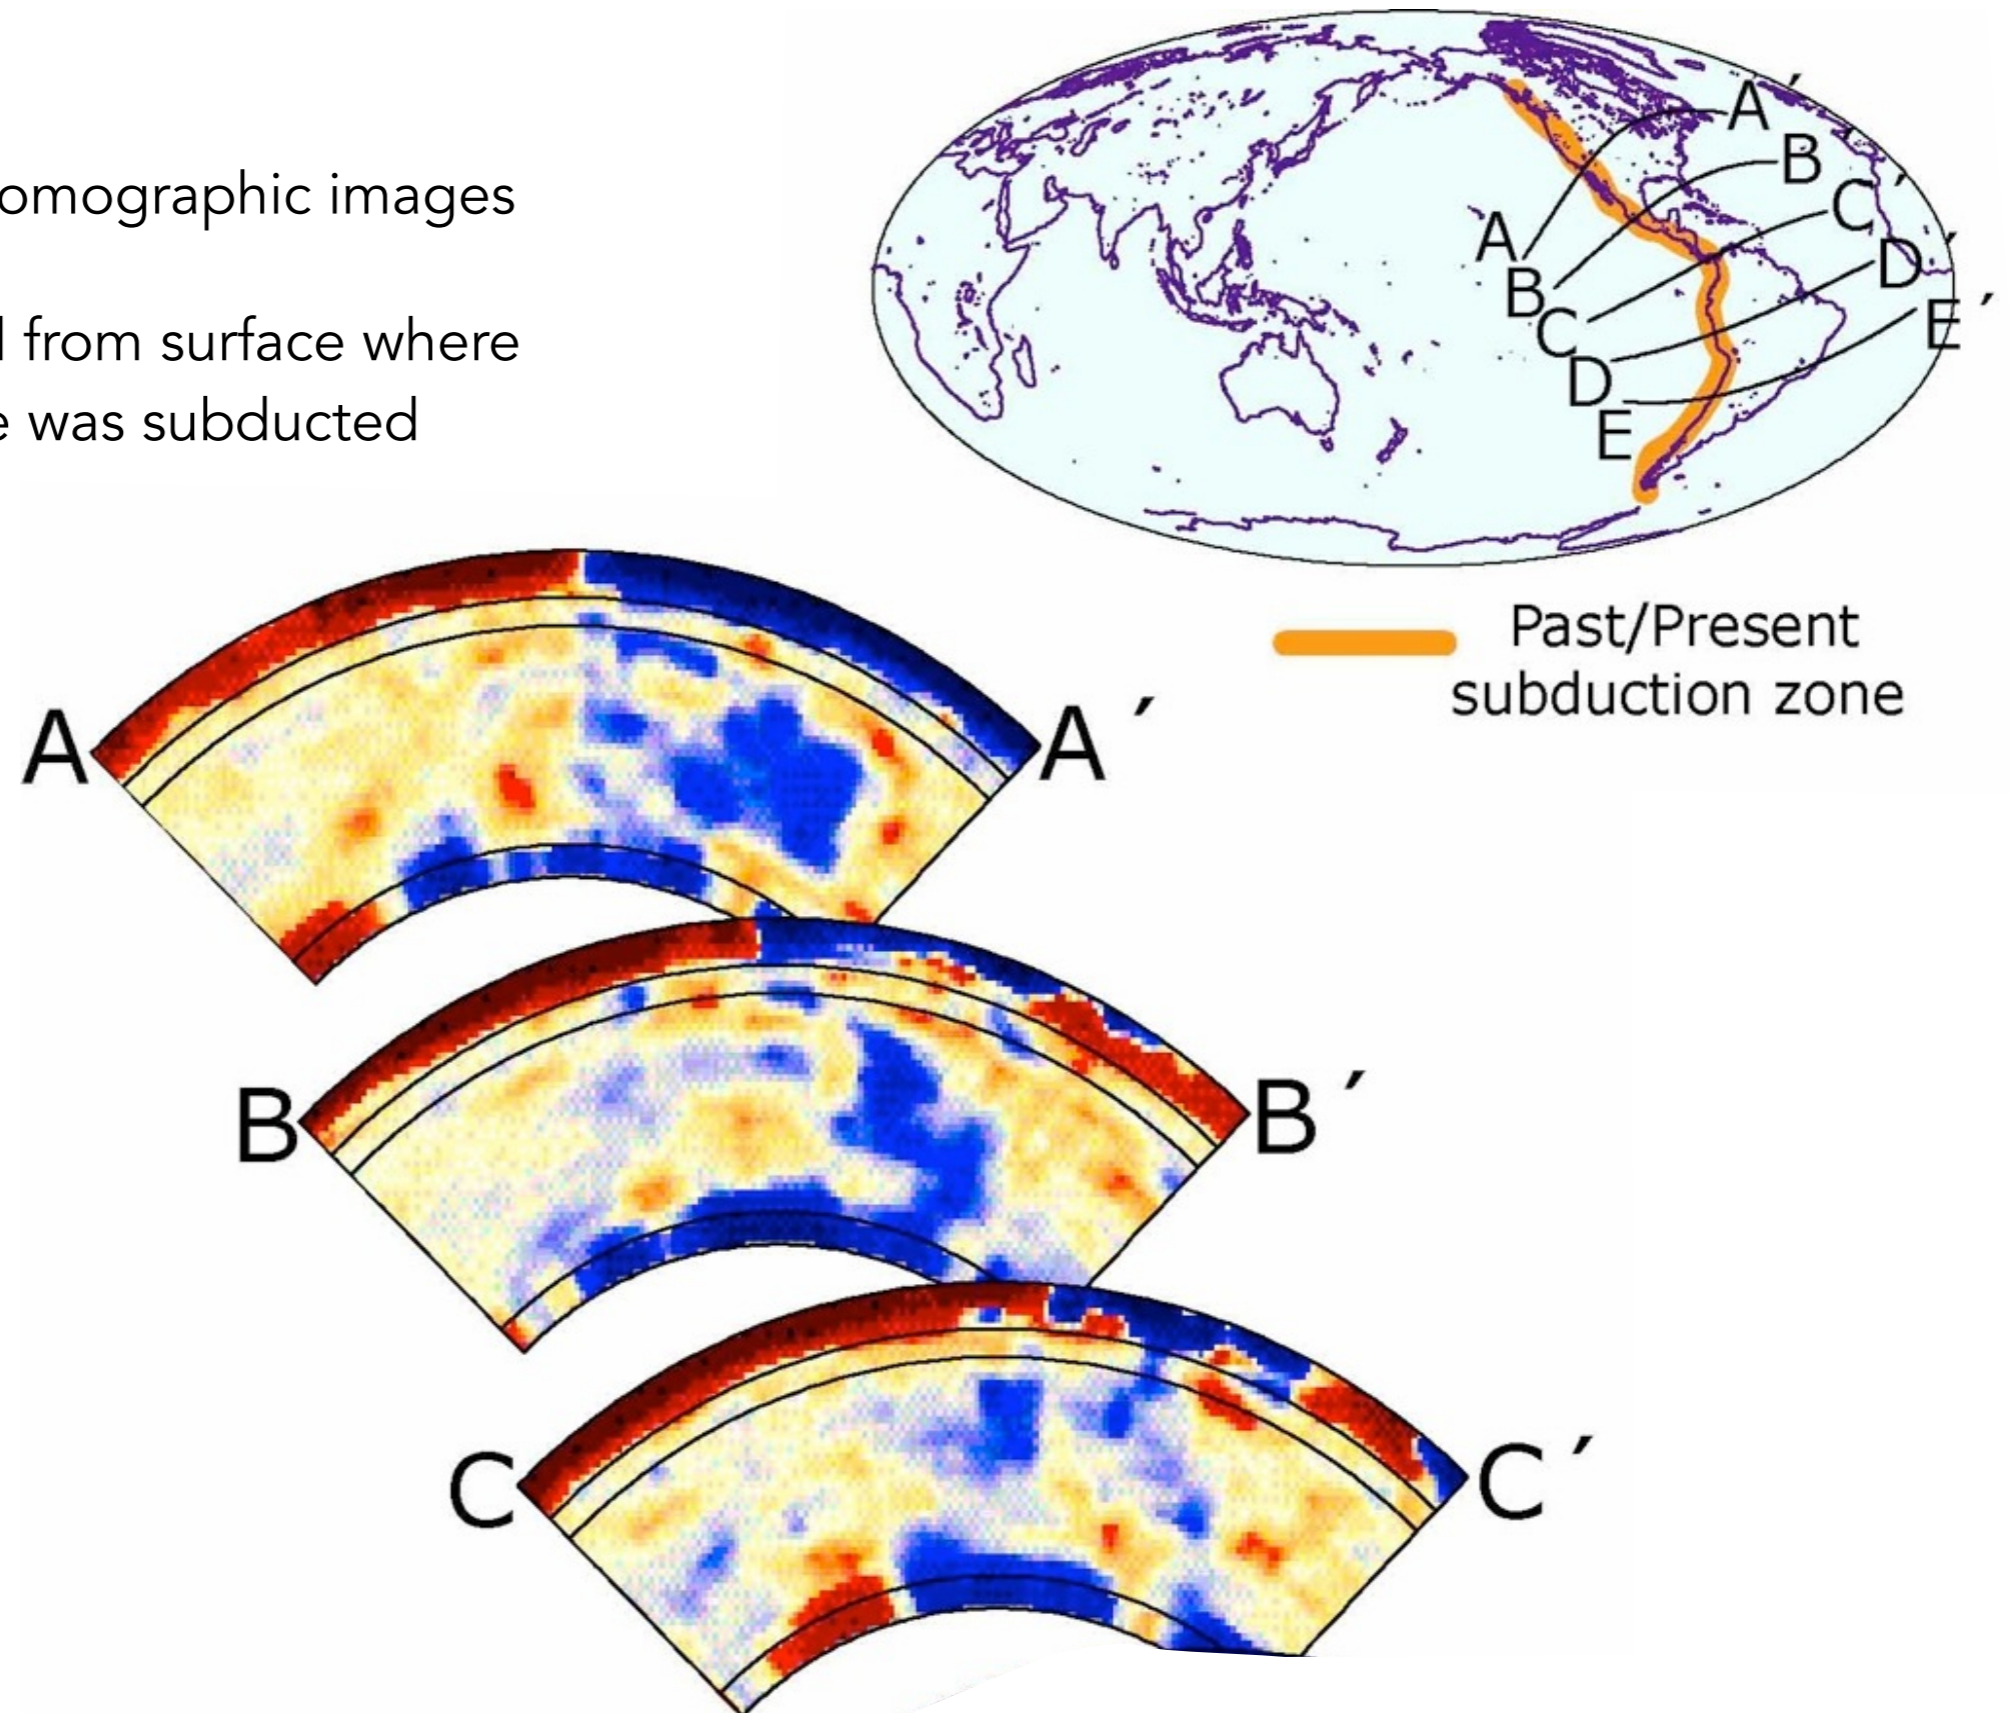 omographic images
from surface where
was subducted
A´
B
C´
D´
E´
A
B
C
D
E
Past/Present
subduction zone
A
A´
B
B´
C
C´